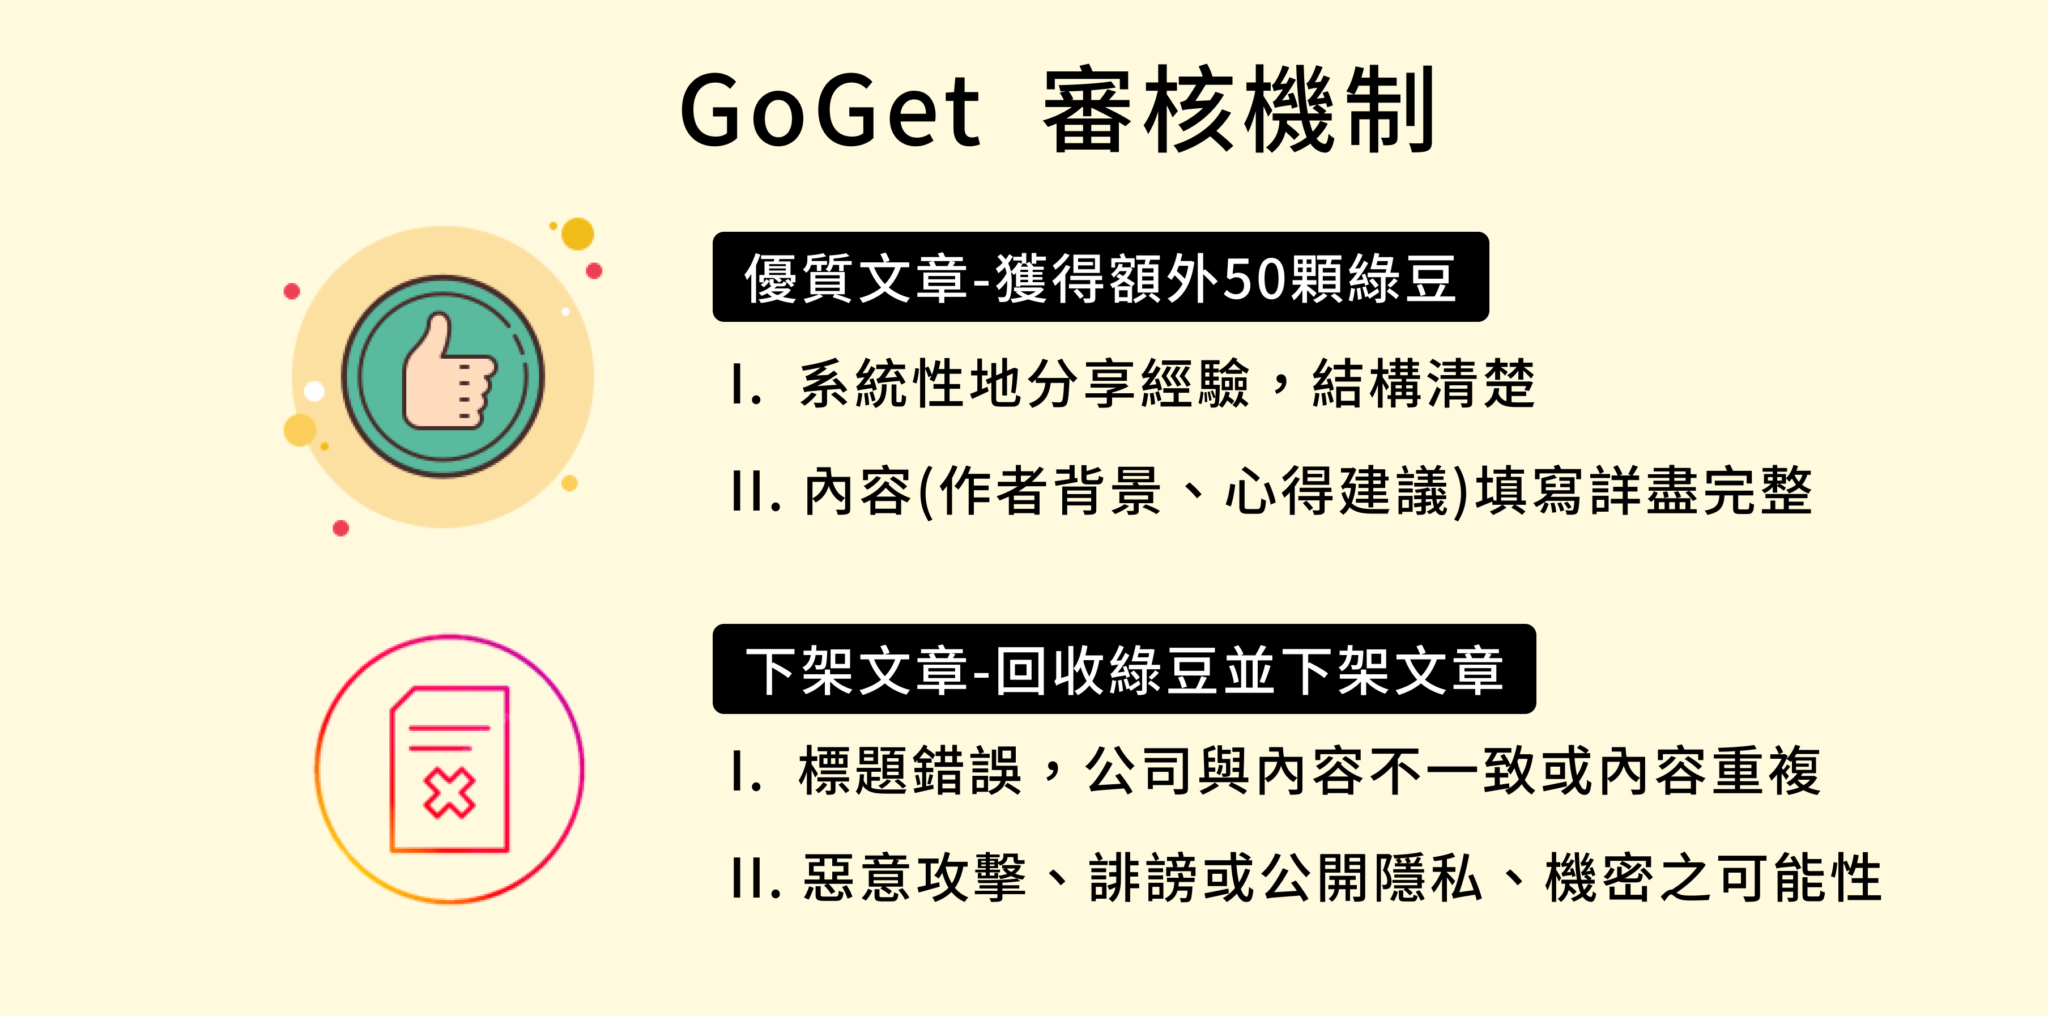 GoGet 審核機制
優質文章-獲得額外50顆綠豆
I. 系統性地分享經驗，結構清楚
II. 內容(作者背景、心得建議)填寫詳盡完整
下架文章-回收綠豆並下架文章
I. 標題錯誤，公司與內容不一致或內容重複
II. 惡意攻擊、誹謗或公開隱私、機密之可能性